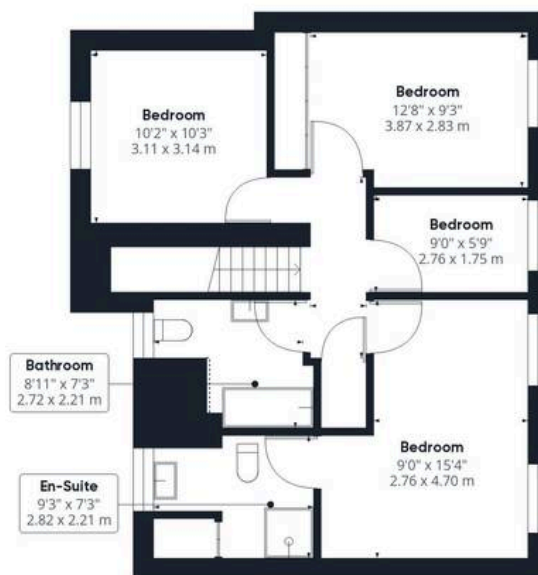 Bedroom
10'2" x 10'3"
3.11 x 3.14 m
Bedroom
12'8" x 9'3"
3.87 x 2.83 m
Bedroom
9'0" x 5'9"
2.76 x 1.75 m
Bathroom
8'11" x 7'3"
2.72 x 2.21 m
Bedroom
9'0" x 15'4"
2.76 x 4.70 m
En-Suite
9'3" x 7'3"
2.82 x 2.21 m